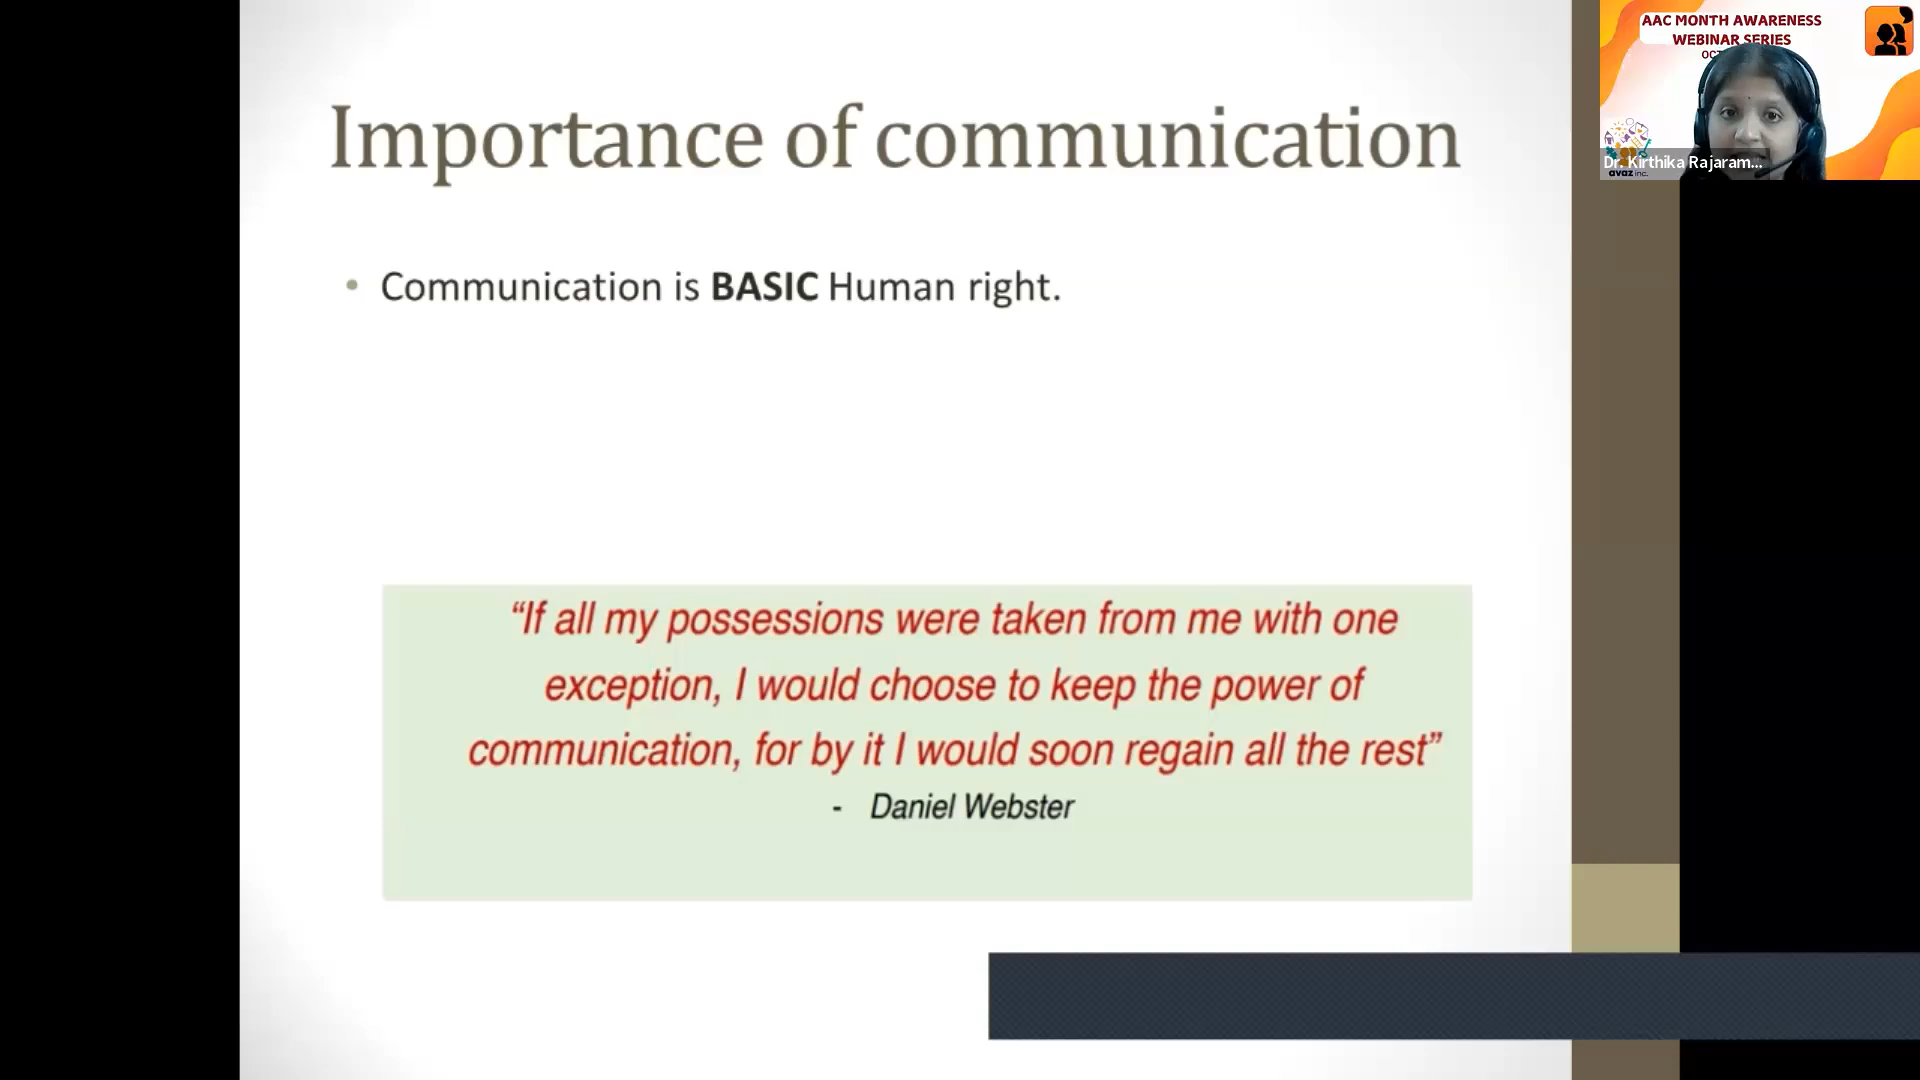 Importance of communication
• Communication is BASIC Human right.
“If all my possessions were taken from me with one
exception, I would choose to keep the power of
communication, for by it I would soon regain all the rest”
- Daniel Webster
AAC MONTH AWARENESS
WEBINAR SERIES
Dr. Kirthika Rajaram...
avaz inc.